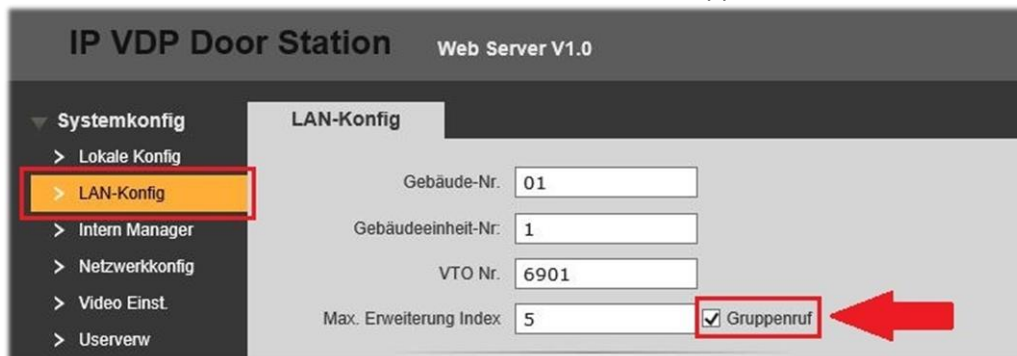 IP VDP Door Station Web Server V1.0
Systemkonfig
LAN-Konfig
Lokale Konfig
LAN-Konfig
Intern Manager
Netzwerkkonfig
Video Einst.
Userverw
Gebäude-Nr. 01
Gebäudeeinheit-Nr: 1
VTO Nr. 6901
Max. Erweiterung Index 5 Gruppenruf